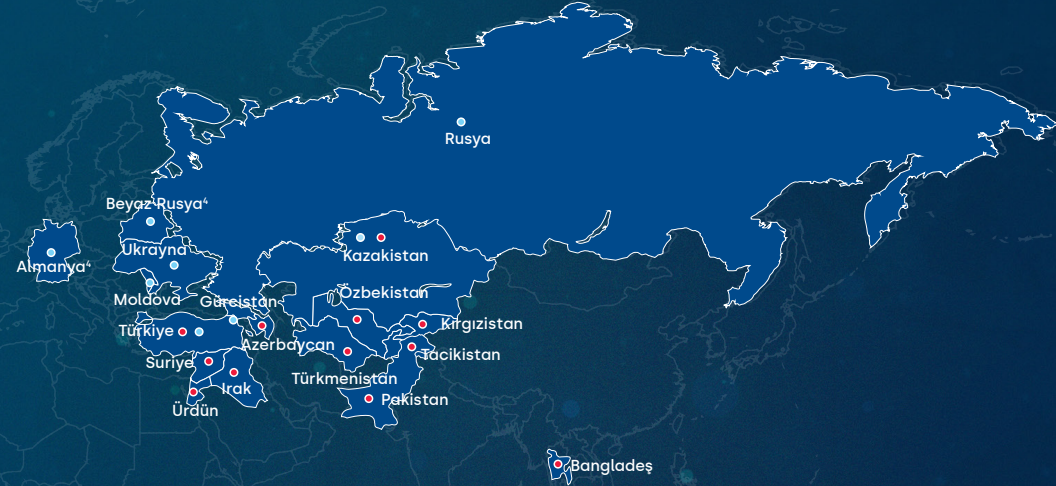 Rusya
Beyaz Rusya⁴
Ukrayna
Almanya⁴
Kazakistan
Moldova
Gürcistan
Özbekistan
Türkiye
Kırgızistan
Azerbaycan
Tacikistan
Suriye
Türkmenistan
Irak
Pakistan
Ürdün
Bangladeş